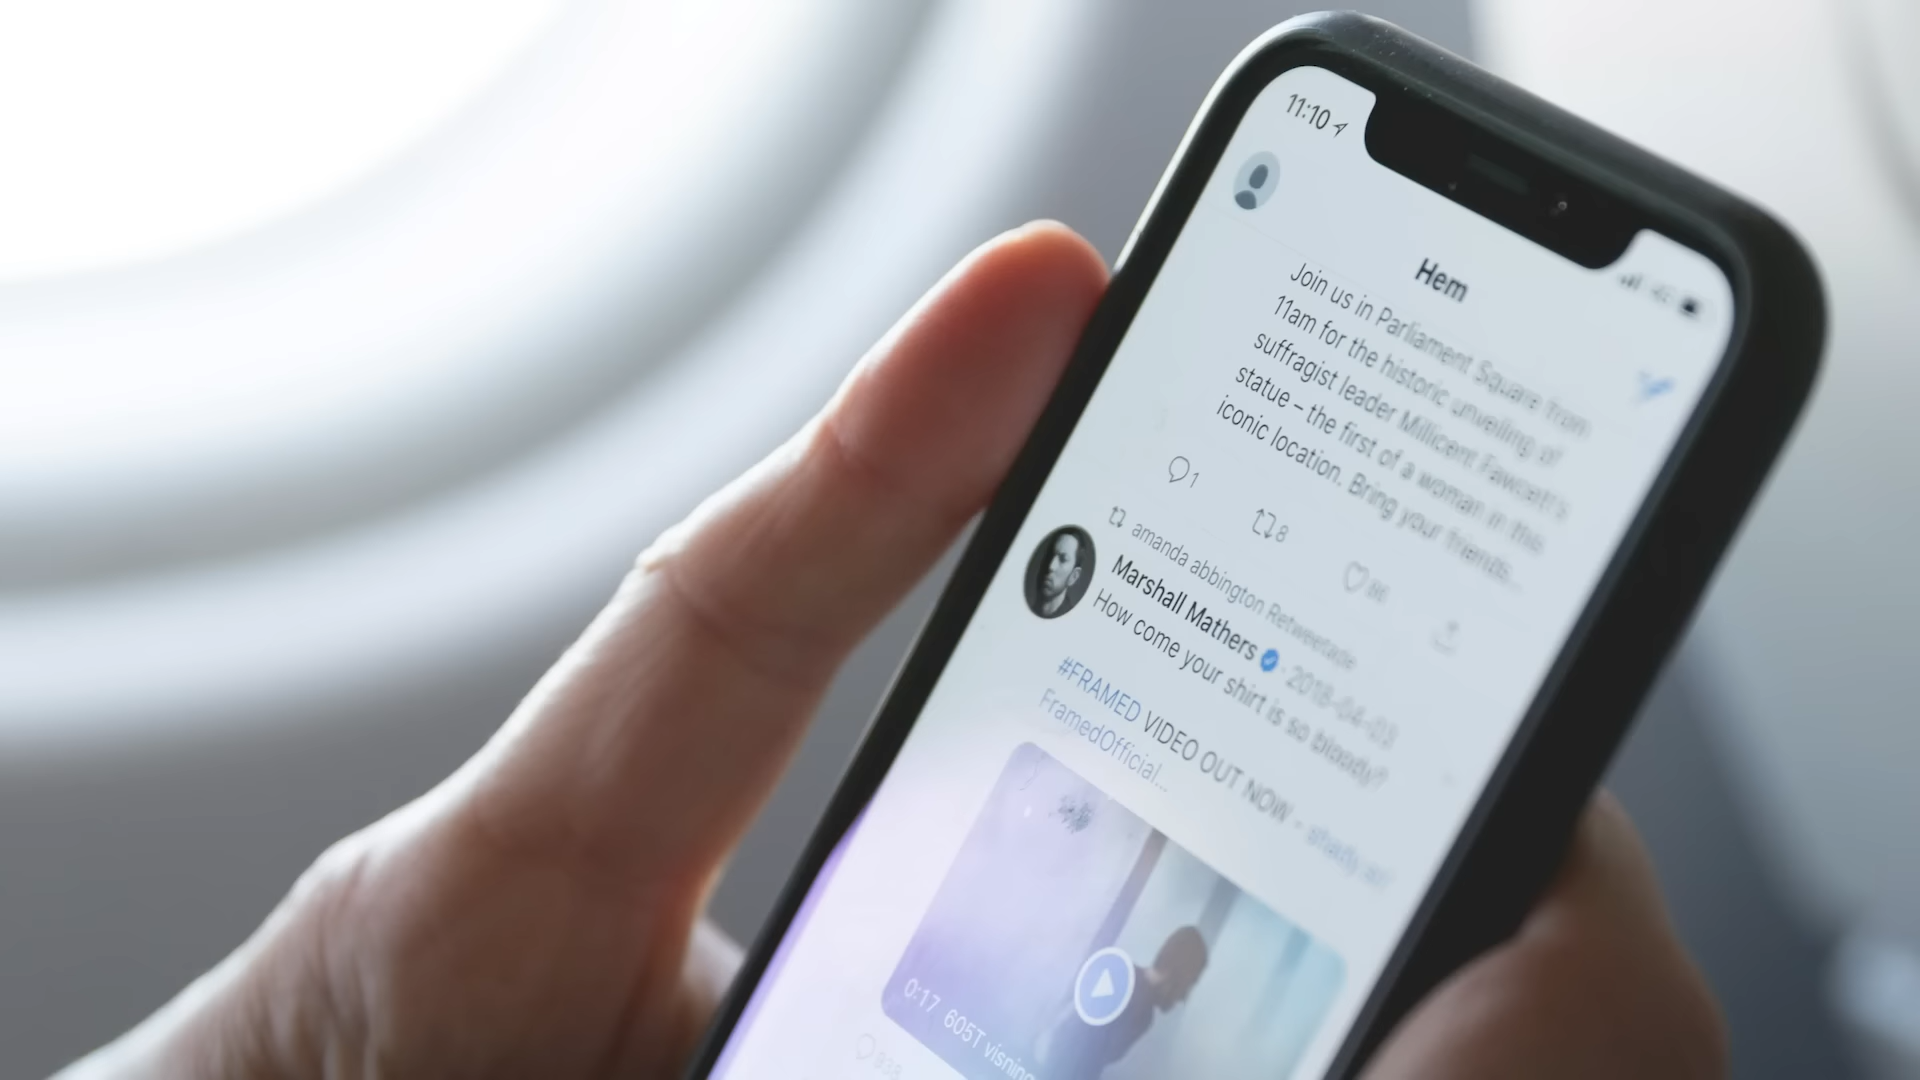 11:10
Hem
Join us in Parliament Square from
11am for the historic unveiling of
suffragist leader Millicent Fawcett's
statue – the first of a woman in this
iconic location. Bring your friends...
1
8
86
amanda abbington Retweetade
Marshall Mathers · 2018-04-03
How come your shirt is so bloody?
#FRAMED VIDEO OUT NOW -
FramedOfficial...
0:17 605T visning